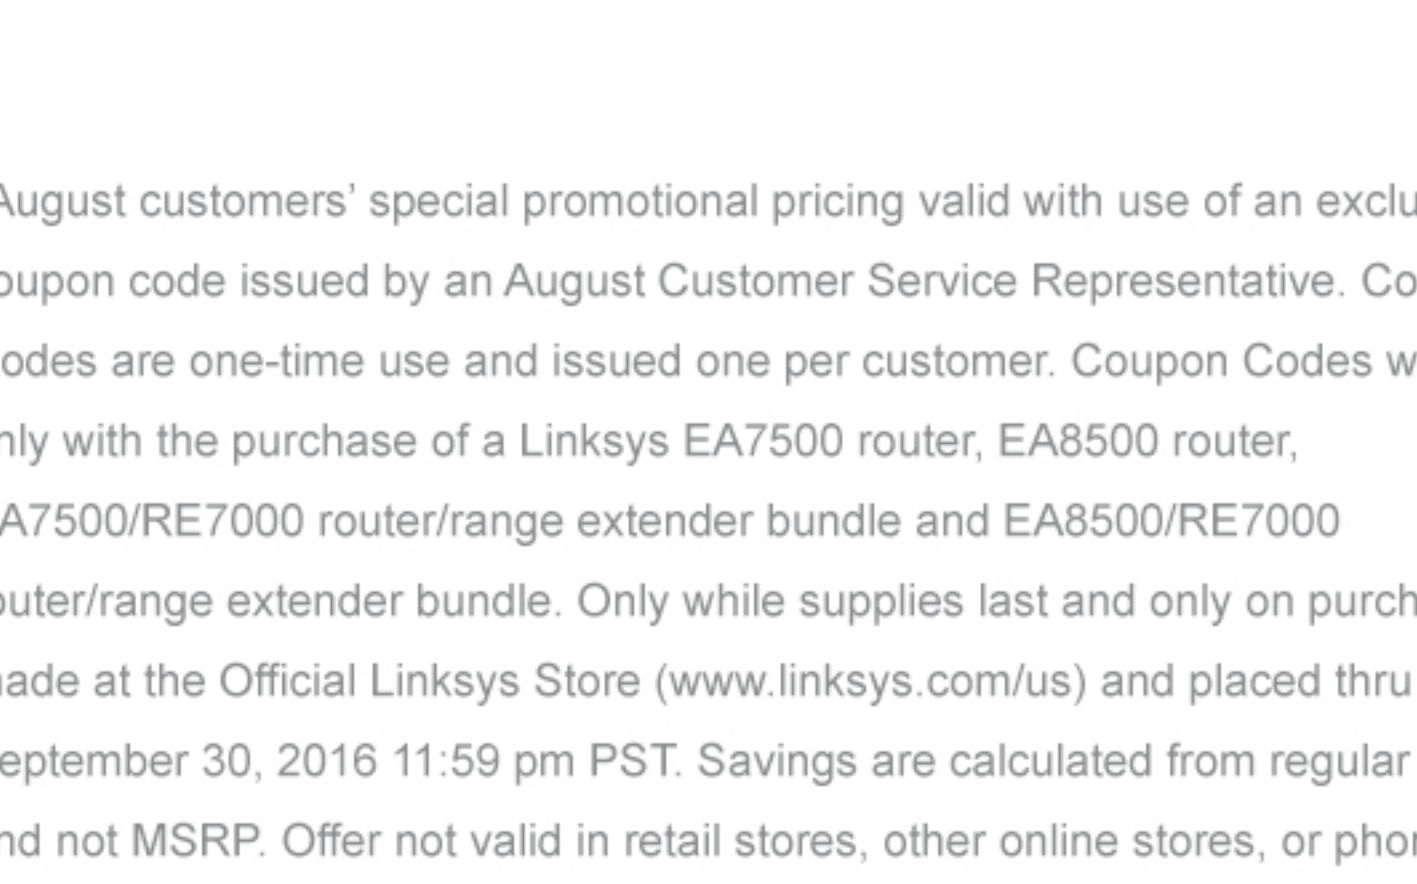 August customers’ special promotional pricing valid with use of an exclu
oupon code issued by an August Customer Service Representative. Co
odes are one-time use and issued one per customer. Coupon Codes w
nly with the purchase of a Linksys EA7500 router, EA8500 router,
A7500/RE7000 router/range extender bundle and EA8500/RE7000
outer/range extender bundle. Only while supplies last and only on purch
ade at the Official Linksys Store (www.linksys.com/us) and placed thru
eptember 30, 2016 11:59 pm PST. Savings are calculated from regular
nd not MSRP. Offer not valid in retail stores, other online stores, or phon